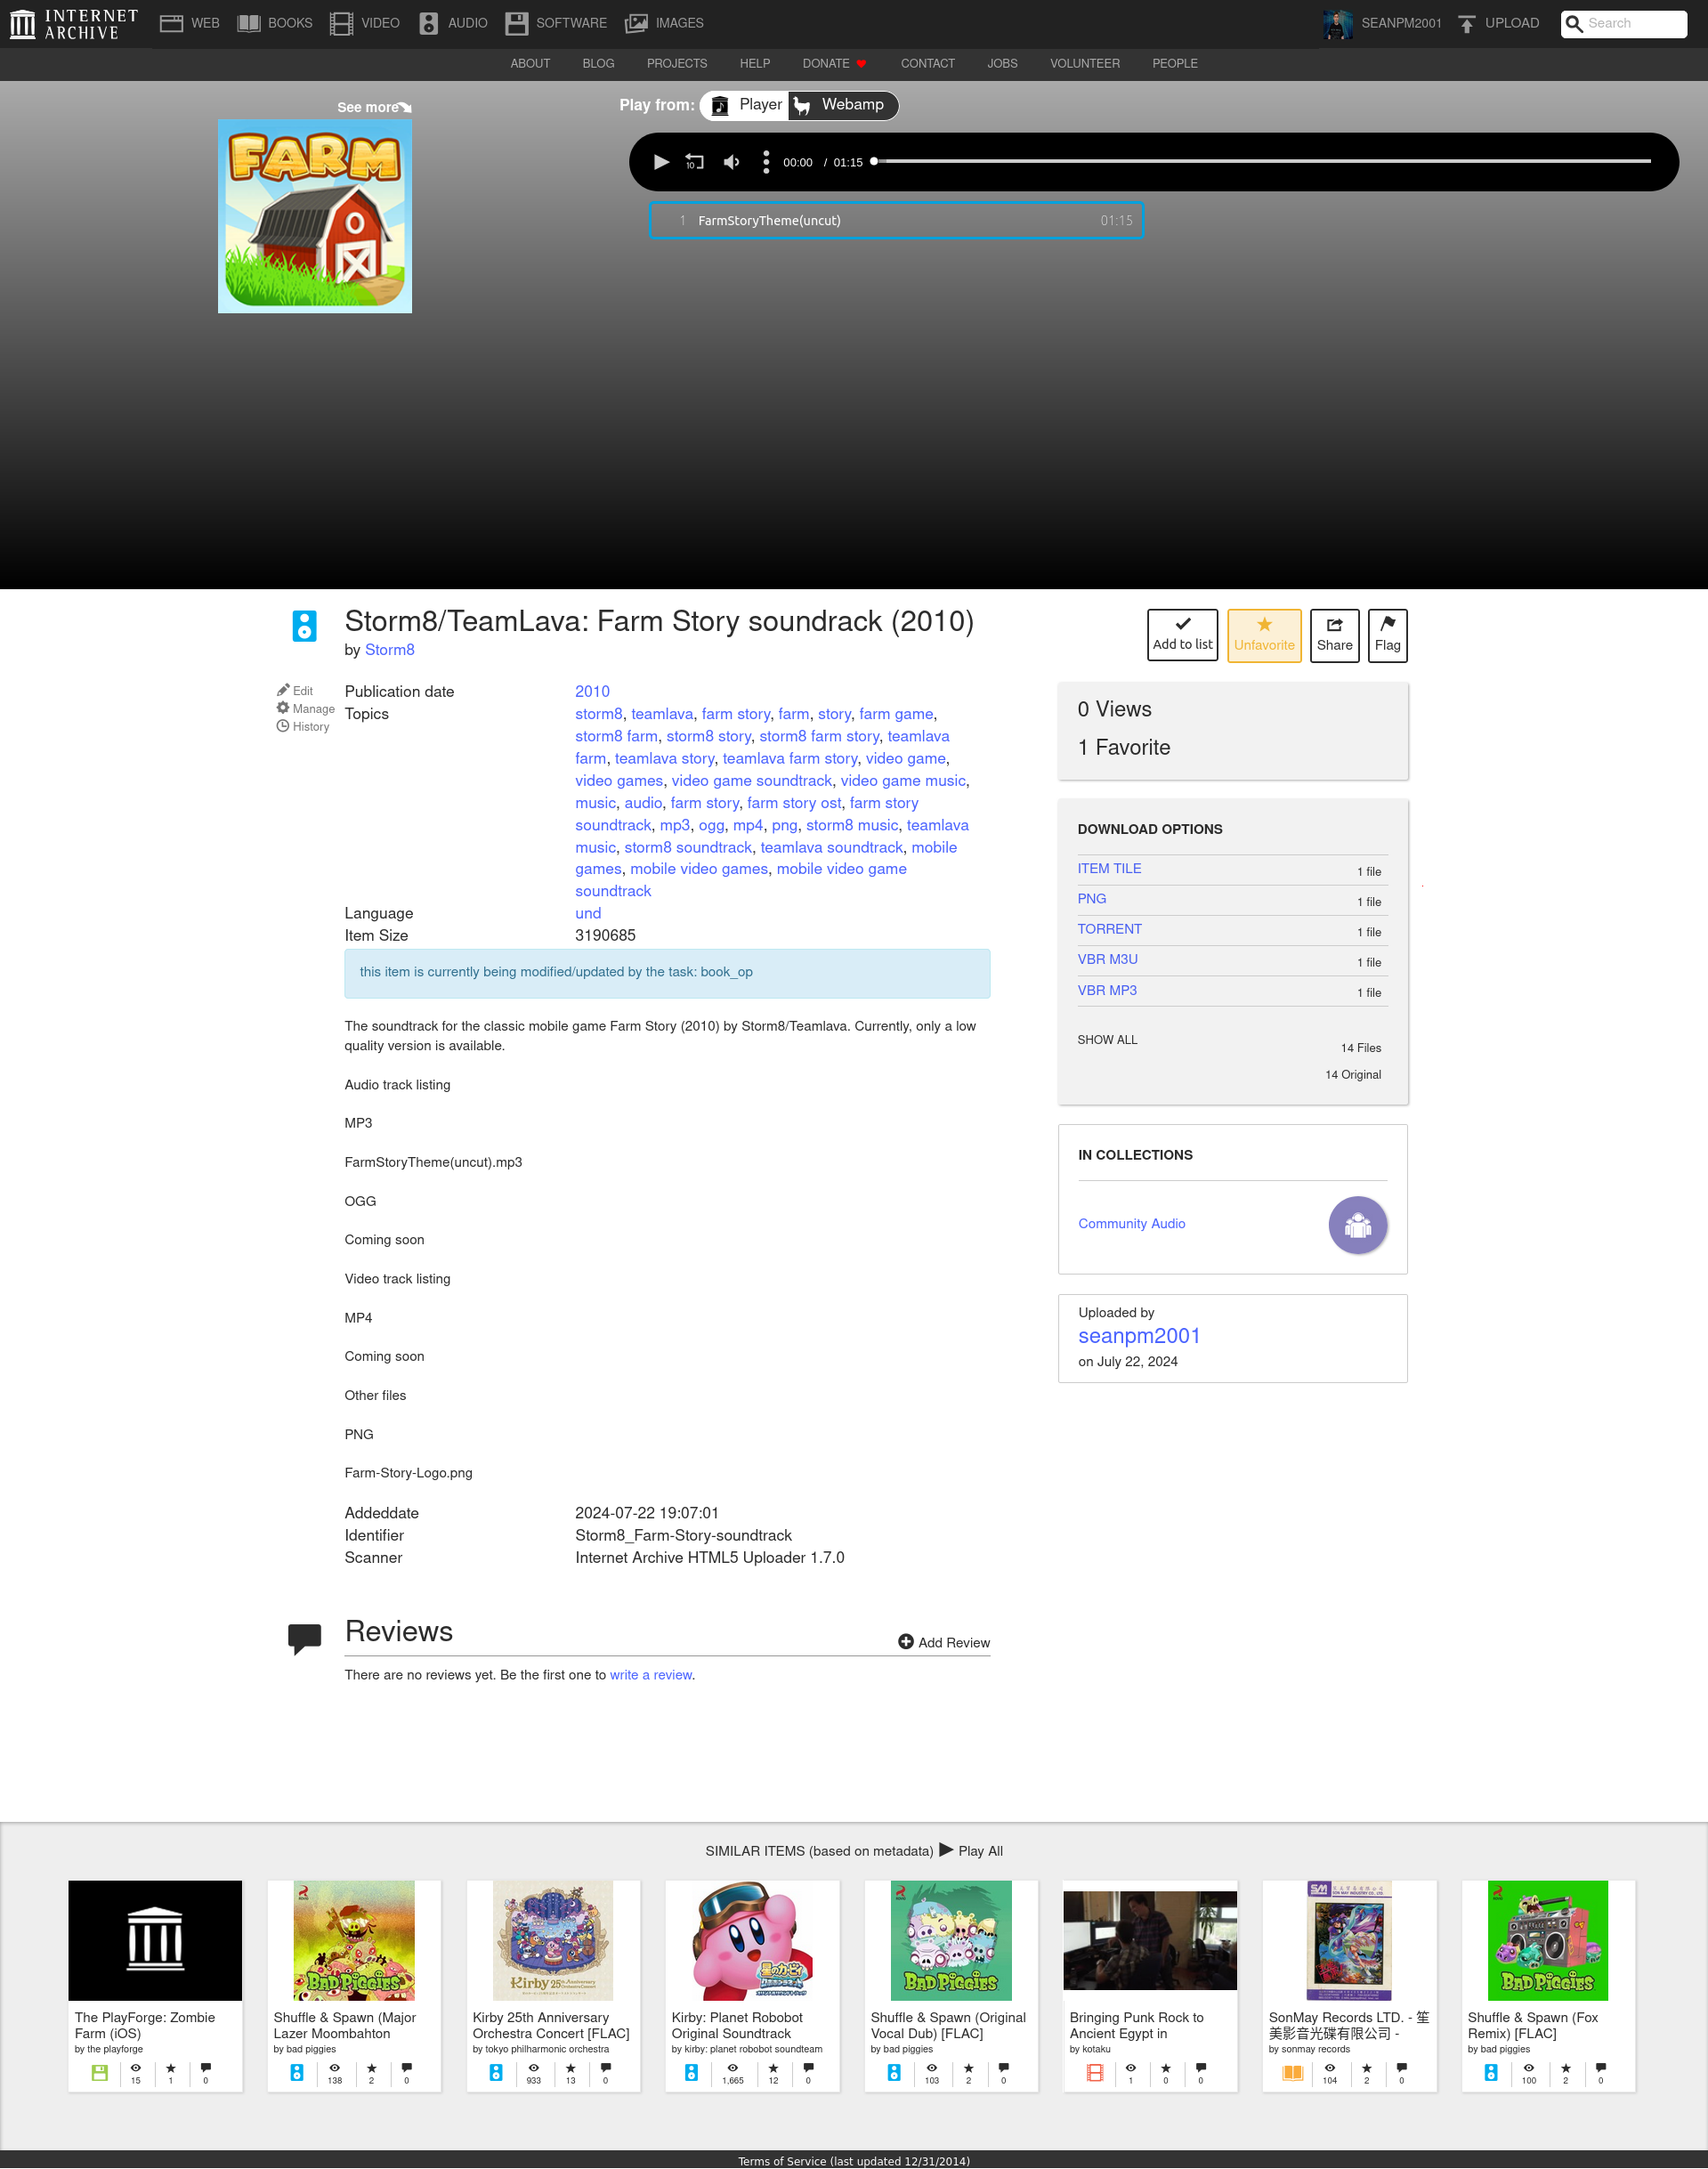 INTERNET
ARCHIVE
WEB BOOKS VIDEO AUDIO SOFTWARE IMAGES SEANPM2001 UPLOAD Search
ABOUT BLOG PROJECTS HELP DONATE CONTACT JOBS VOLUNTEER PEOPLE
See more
FARM
Play from: Player Webamp
10 00:00 / 01:15
1 FarmStoryTheme(uncut) 01:15
Storm8/TeamLava: Farm Story soundrack (2010)
by Storm8
Add to list Unfavorite Share Flag
Edit
Manage
History
Publication date 2010
Topics storm8, teamlava, farm story, farm, story, farm game,
storm8 farm, storm8 story, storm8 farm story, teamlava
farm, teamlava story, teamlava farm story, video game,
video games, video game soundtrack, video game music,
music, audio, farm story, farm story ost, farm story
soundtrack, mp3, ogg, mp4, png, storm8 music, teamlava
music, storm8 soundtrack, teamlava soundtrack, mobile
games, mobile video games, mobile video game
soundtrack
Language und
Item Size 3190685
this item is currently being modified/updated by the task: book_op
The soundtrack for the classic mobile game Farm Story (2010) by Storm8/Teamlava. Currently, only a low
quality version is available.
Audio track listing
MP3
FarmStoryTheme(uncut).mp3
OGG
Coming soon
Video track listing
MP4
Coming soon
Other files
PNG
Farm-Story-Logo.png
Addeddate 2024-07-22 19:07:01
Identifier Storm8_Farm-Story-soundtrack
Scanner Internet Archive HTML5 Uploader 1.7.0
0 Views
1 Favorite
DOWNLOAD OPTIONS
ITEM TILE 1 file
PNG 1 file
TORRENT 1 file
VBR M3U 1 file
VBR MP3 1 file
SHOW ALL 14 Files
14 Original
IN COLLECTIONS
Community Audio
Uploaded by
seanpm2001
on July 22, 2024
Reviews
Add Review
There are no reviews yet. Be the first one to write a review.
SIMILAR ITEMS (based on metadata) Play All
The PlayForge: Zombie
Farm (iOS)
by the playforge
15 1 0
BAD PIGGIES
Shuffle & Spawn (Major
Lazer Moombahton
by bad piggies
138 2 0
Kirby 25th Anniversary
Kirby 25th Anniversary
Orchestra Concert [FLAC]
by tokyo philharmonic orchestra
933 13 0
星のカービィ
Kirby: Planet Robobot
Original Soundtrack
by kirby: planet robobot soundteam
1,665 12 0
BAD PIGGIES
Shuffle & Spawn (Original
Vocal Dub) [FLAC]
by bad piggies
103 2 0
Bringing Punk Rock to
Ancient Egypt in
by kotaku
1 0 0
SM
SonMay Records LTD. - 笙
美影音光碟有限公司 -
by sonmay records
104 2 0
BAD PIGGIES
Shuffle & Spawn (Fox
Remix) [FLAC]
by bad piggies
100 2 0
Terms of Service (last updated 12/31/2014)